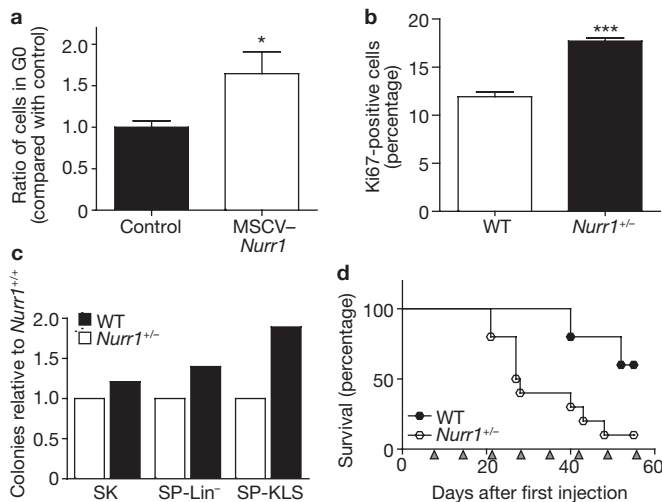 a
Ratio of cells in G0
(compared with control)
2.0
1.5
1.0
0.5
0
*
Control
MSCV–
Nurr1
b
Ki67-positive cells
(percentage)
20
15
10
5
0
***
WT
Nurr1+/–
c
Colonies relative to Nurr1+/+
2.0
1.5
1.0
0.5
0
WT
Nurr1+/–
SK
SP-Lin–
SP-KLS
d
Survival (percentage)
100
50
0
WT
Nurr1+/–
0
20
40
60
Days after first injection